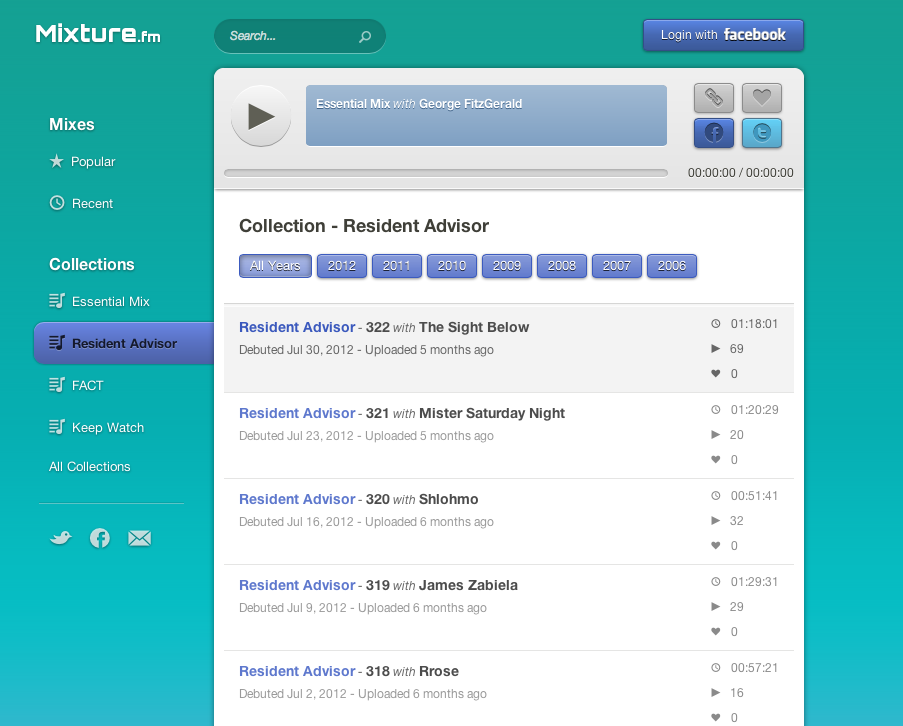 Mixture.fm
Search...
Login with facebook
Essential Mix with George FitzGerald
00:00:00 / 00:00:00
Mixes
Popular
Recent
Collections
Essential Mix
Resident Advisor
FACT
Keep Watch
All Collections
Collection - Resident Advisor
All Years 2012 2011 2010 2009 2008 2007 2006
Resident Advisor - 322 with The Sight Below
Debuted Jul 30, 2012 - Uploaded 5 months ago
01:18:01
69
0
Resident Advisor - 321 with Mister Saturday Night
Debuted Jul 23, 2012 - Uploaded 5 months ago
01:20:29
20
0
Resident Advisor - 320 with Shlohmo
Debuted Jul 16, 2012 - Uploaded 6 months ago
00:51:41
32
0
Resident Advisor - 319 with James Zabiela
Debuted Jul 9, 2012 - Uploaded 6 months ago
01:29:31
29
0
Resident Advisor - 318 with Rrose
Debuted Jul 2, 2012 - Uploaded 6 months ago
00:57:21
16
0